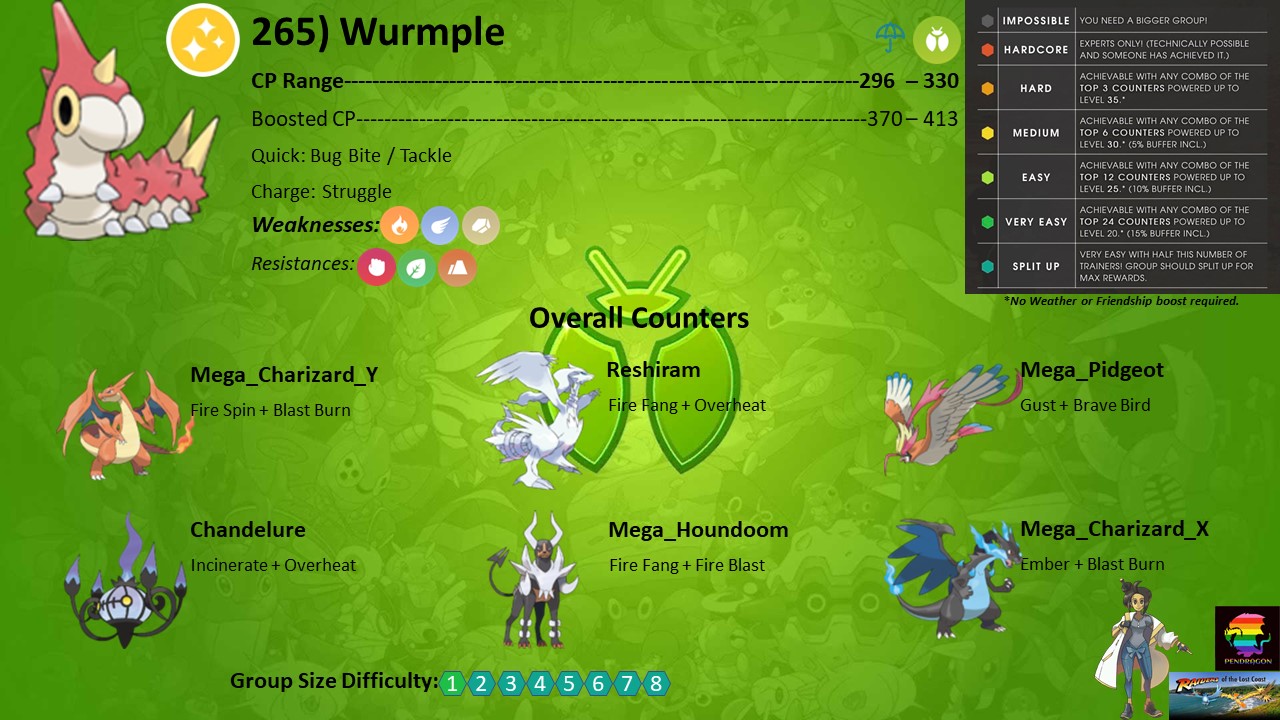 265) Wurmple
CP Range--------------------------------------------------------------------------296 – 330
Boosted CP-------------------------------------------------------------------------370 – 413
Quick: Bug Bite / Tackle
Charge: Struggle
Weaknesses:
Resistances:
IMPOSSIBLE YOU NEED A BIGGER GROUP!
HARDCORE EXPERTS ONLY! (TECHNICALLY POSSIBLE
AND SOMEONE HAS ACHIEVED IT.)
HARD ACHIEVABLE WITH ANY COMBO OF THE
TOP 3 COUNTERS POWERED UP TO
LEVEL 35.*
MEDIUM ACHIEVABLE WITH ANY COMBO OF THE
TOP 6 COUNTERS POWERED UP TO
LEVEL 30.* (5% BUFFER INCL.)
EASY ACHIEVABLE WITH ANY COMBO OF THE
TOP 12 COUNTERS POWERED UP TO
LEVEL 25.* (10% BUFFER INCL.)
VERY EASY ACHIEVABLE WITH ANY COMBO OF THE
TOP 24 COUNTERS POWERED UP TO
LEVEL 20.* (15% BUFFER INCL.)
SPLIT UP VERY EASY WITH HALF THIS NUMBER OF
TRAINERS! GROUP SHOULD SPLIT UP FOR
MAX REWARDS.
*No Weather or Friendship boost required.
Overall Counters
Mega_Charizard_Y
Fire Spin + Blast Burn
Reshiram
Fire Fang + Overheat
Mega_Pidgeot
Gust + Brave Bird
Chandelure
Incinerate + Overheat
Mega_Houndoom
Fire Fang + Fire Blast
Mega_Charizard_X
Ember + Blast Burn
Group Size Difficulty: 1 2 3 4 5 6 7 8
PENDRAGON
RAIDERS of the Lost Coast